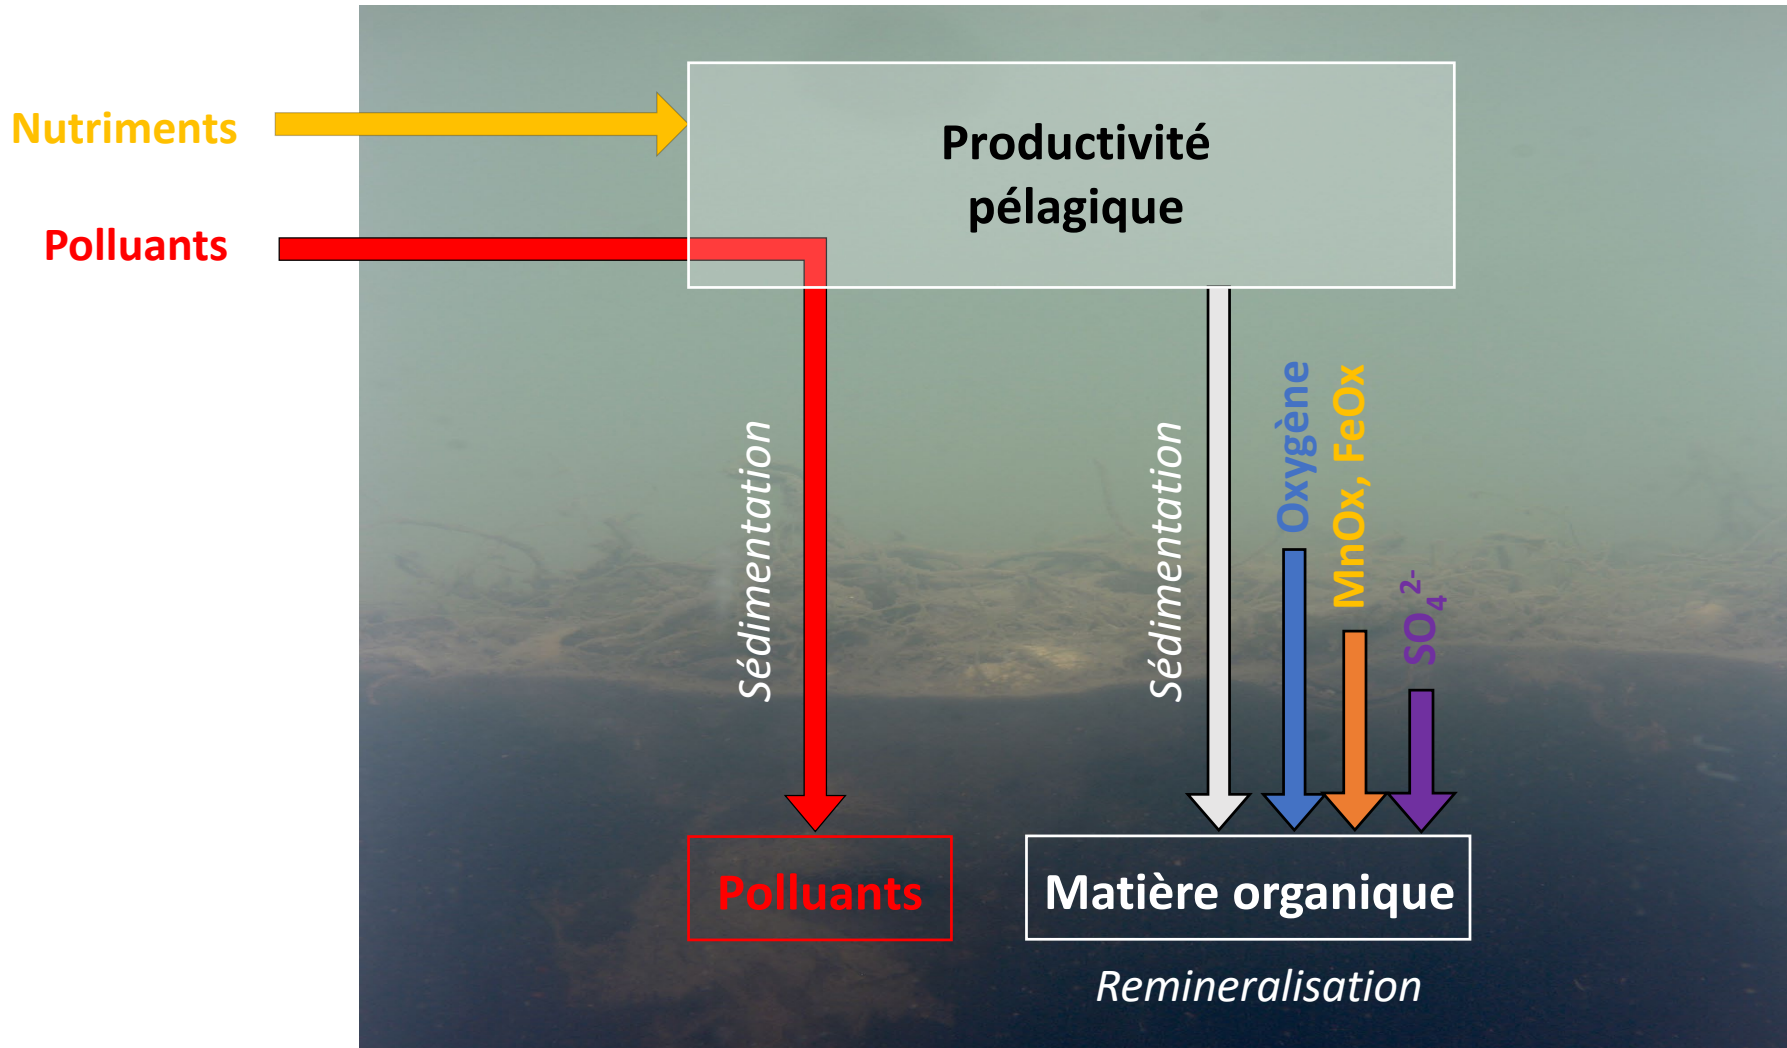 Nutriments
Productivité
pélagique
Polluants
Sédimentation
Sédimentation
Oxygène
MnOx, FeOx
SO₄²⁻
Polluants
Matière organique
Remineralisation